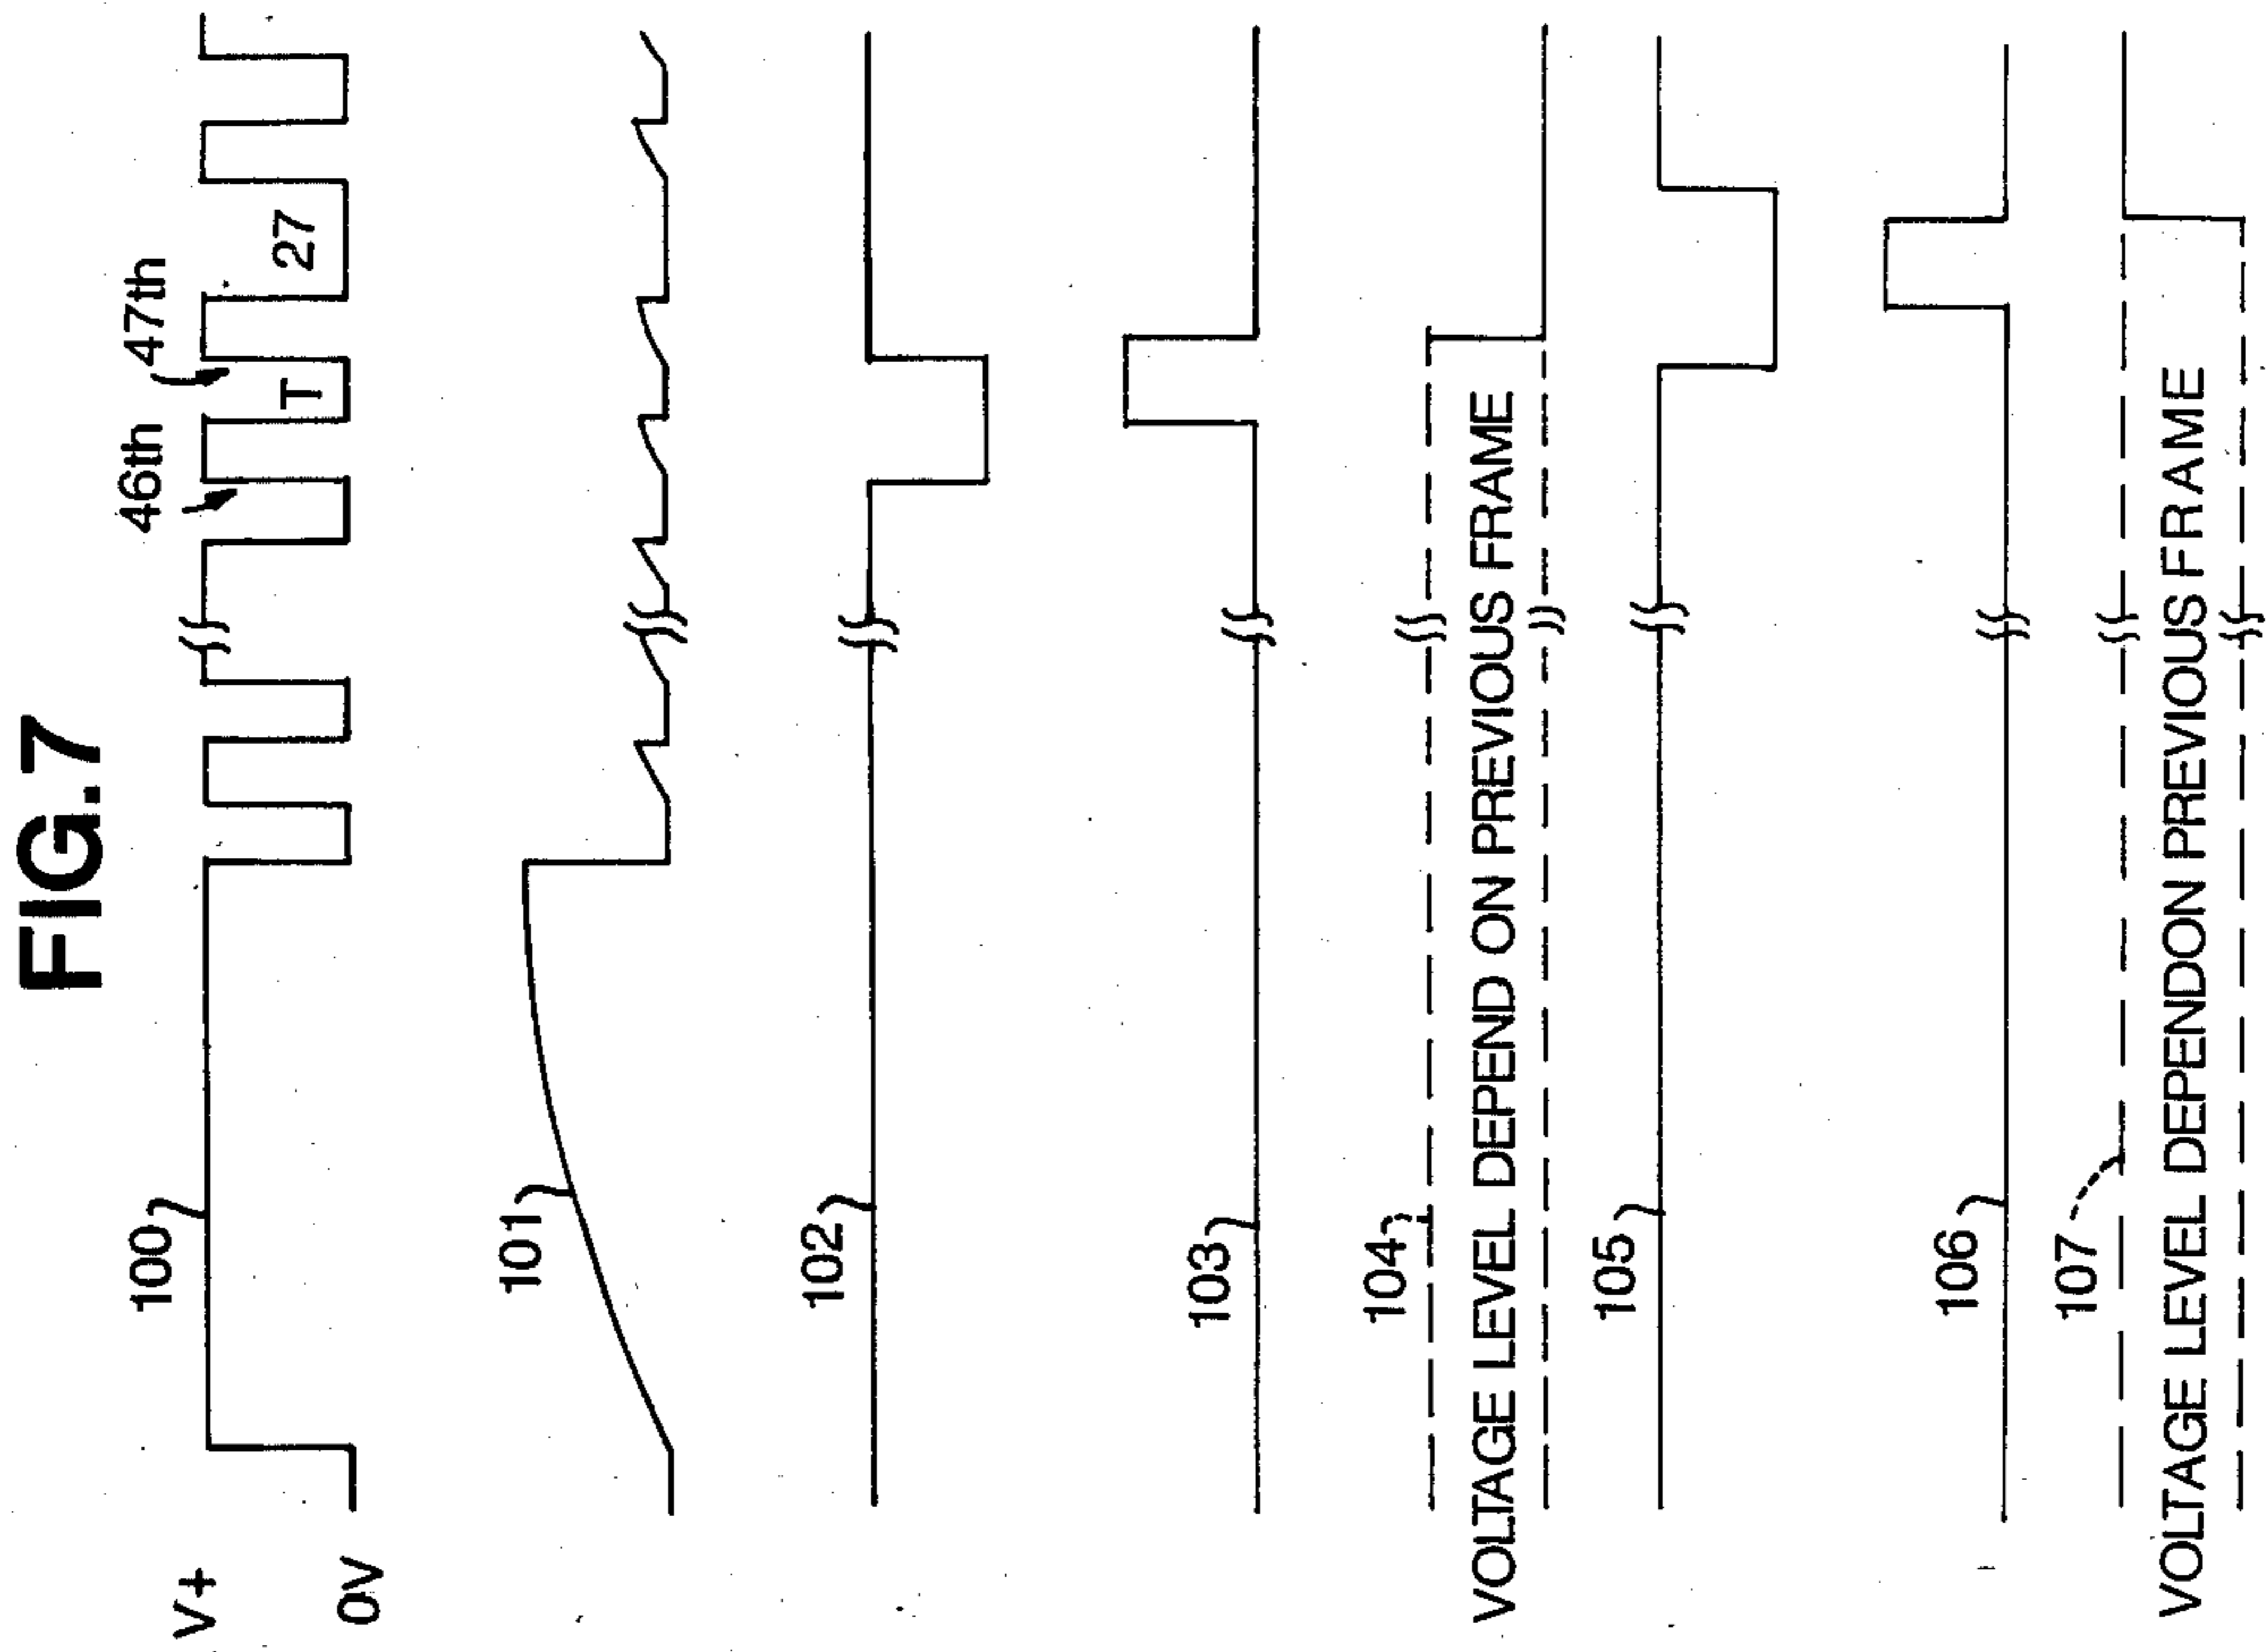 FIG.7
V+
0V
100
46th
47th
T
27
101
102
103
104
VOLTAGE LEVEL DEPEND ON PREVIOUS FRAME
105
106
107
VOLTAGE LEVEL DEPENDON PREVIOUS FRAME